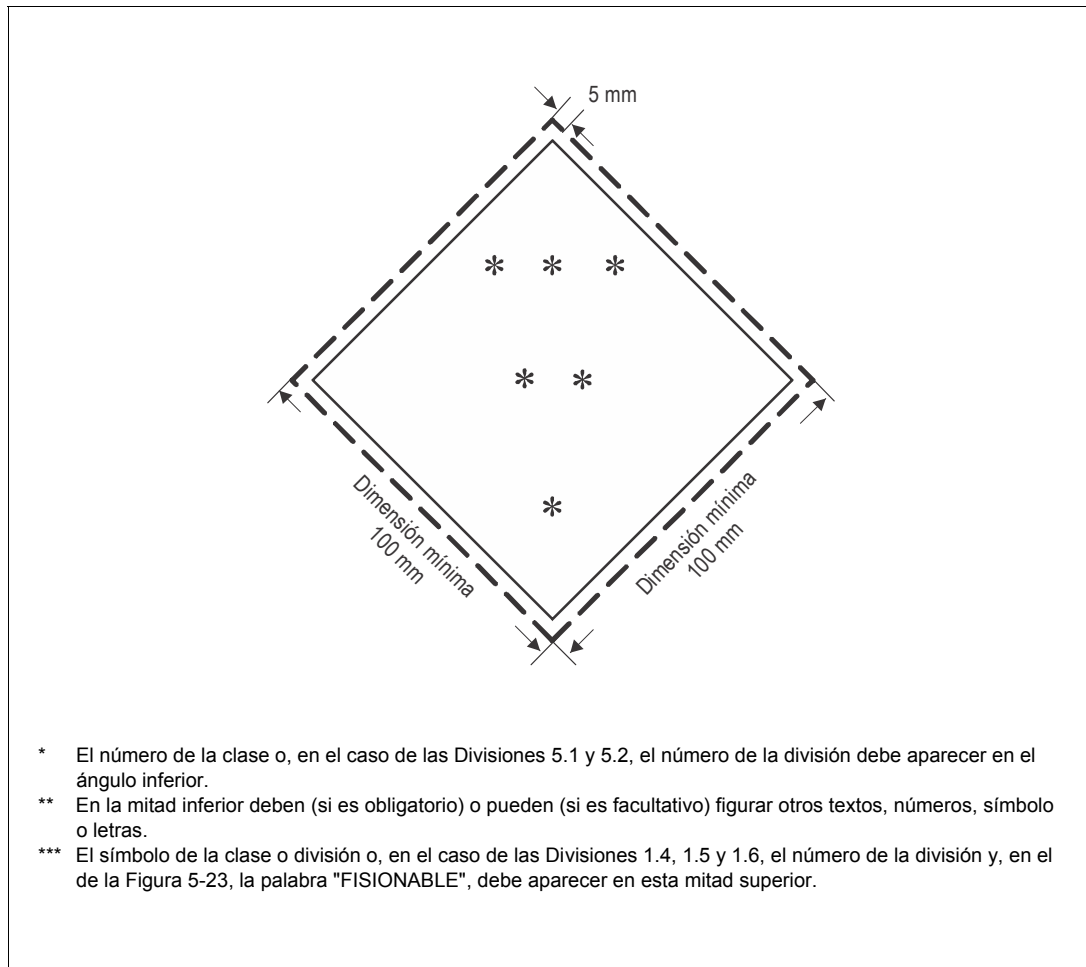 5 mm
* * *
* *
*
Dimensión mínima
100 mm
Dimensión mínima
100 mm
* El número de la clase o, en el caso de las Divisiones 5.1 y 5.2, el número de la división debe aparecer en el
ángulo inferior.
** En la mitad inferior deben (si es obligatorio) o pueden (si es facultativo) figurar otros textos, números, símbolo
o letras.
*** El símbolo de la clase o división o, en el caso de las Divisiones 1.4, 1.5 y 1.6, el número de la división y, en el
de la Figura 5-23, la palabra "FISIONABLE", debe aparecer en esta mitad superior.